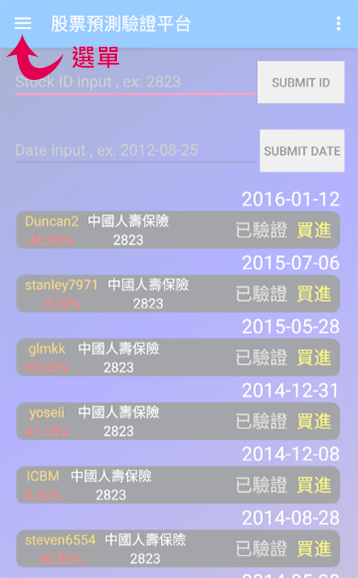 股票預測驗證平台
選單
Stock ID input , ex: 2823
SUBMIT ID
Date input , ex: 2012-08-25
SUBMIT DATE
2016-01-12
Duncan2 中國人壽保險 已驗證 買進
40.00% 2823
2015-07-06
stanley7971 中國人壽保險 已驗證 買進
0.00% 2823
2015-05-28
glmkk 中國人壽保險 已驗證 買進
60.00% 2823
2014-12-31
yoseii 中國人壽保險 已驗證 買進
41.18% 2823
2014-12-08
ICBM 中國人壽保險 已驗證 買進
0.00% 2823
2014-08-28
steven6554 中國人壽保險 已驗證 買進
50.00% 2823